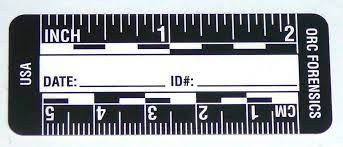 USA
INCH 1 2
DATE: ID#:
5 4 3 2 1 CM
ORC FORENSICS